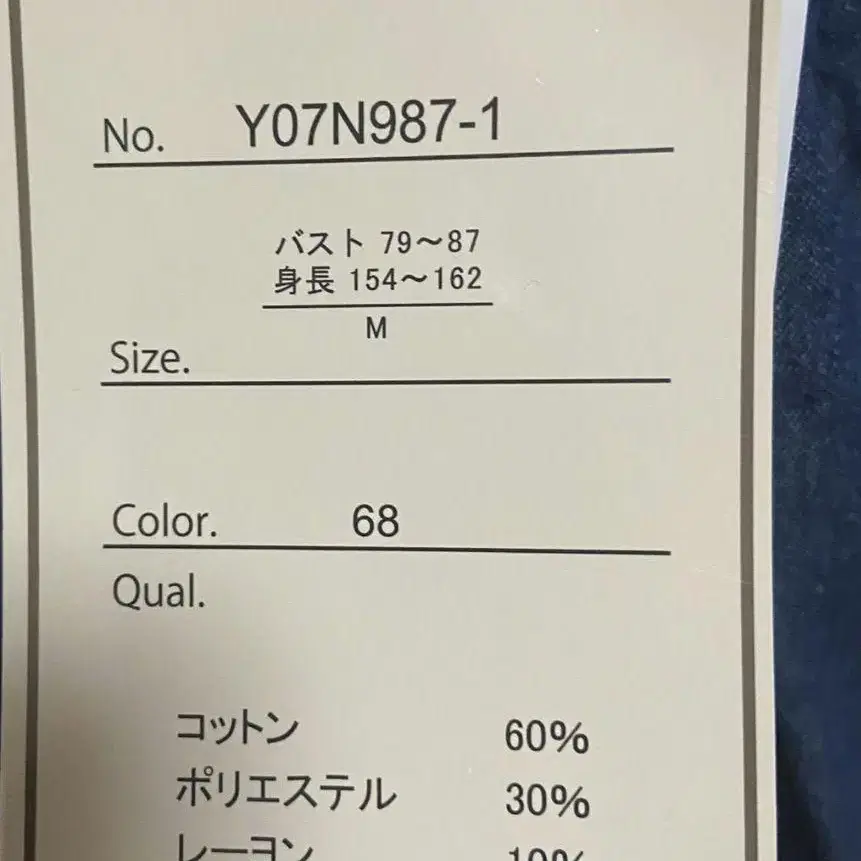 No. Y07N987-1
バスト 79～87
身長 154～162
M
Size.
Color. 68
Qual.
コットン 60%
ポリエステル 30%
レーヨン 10%